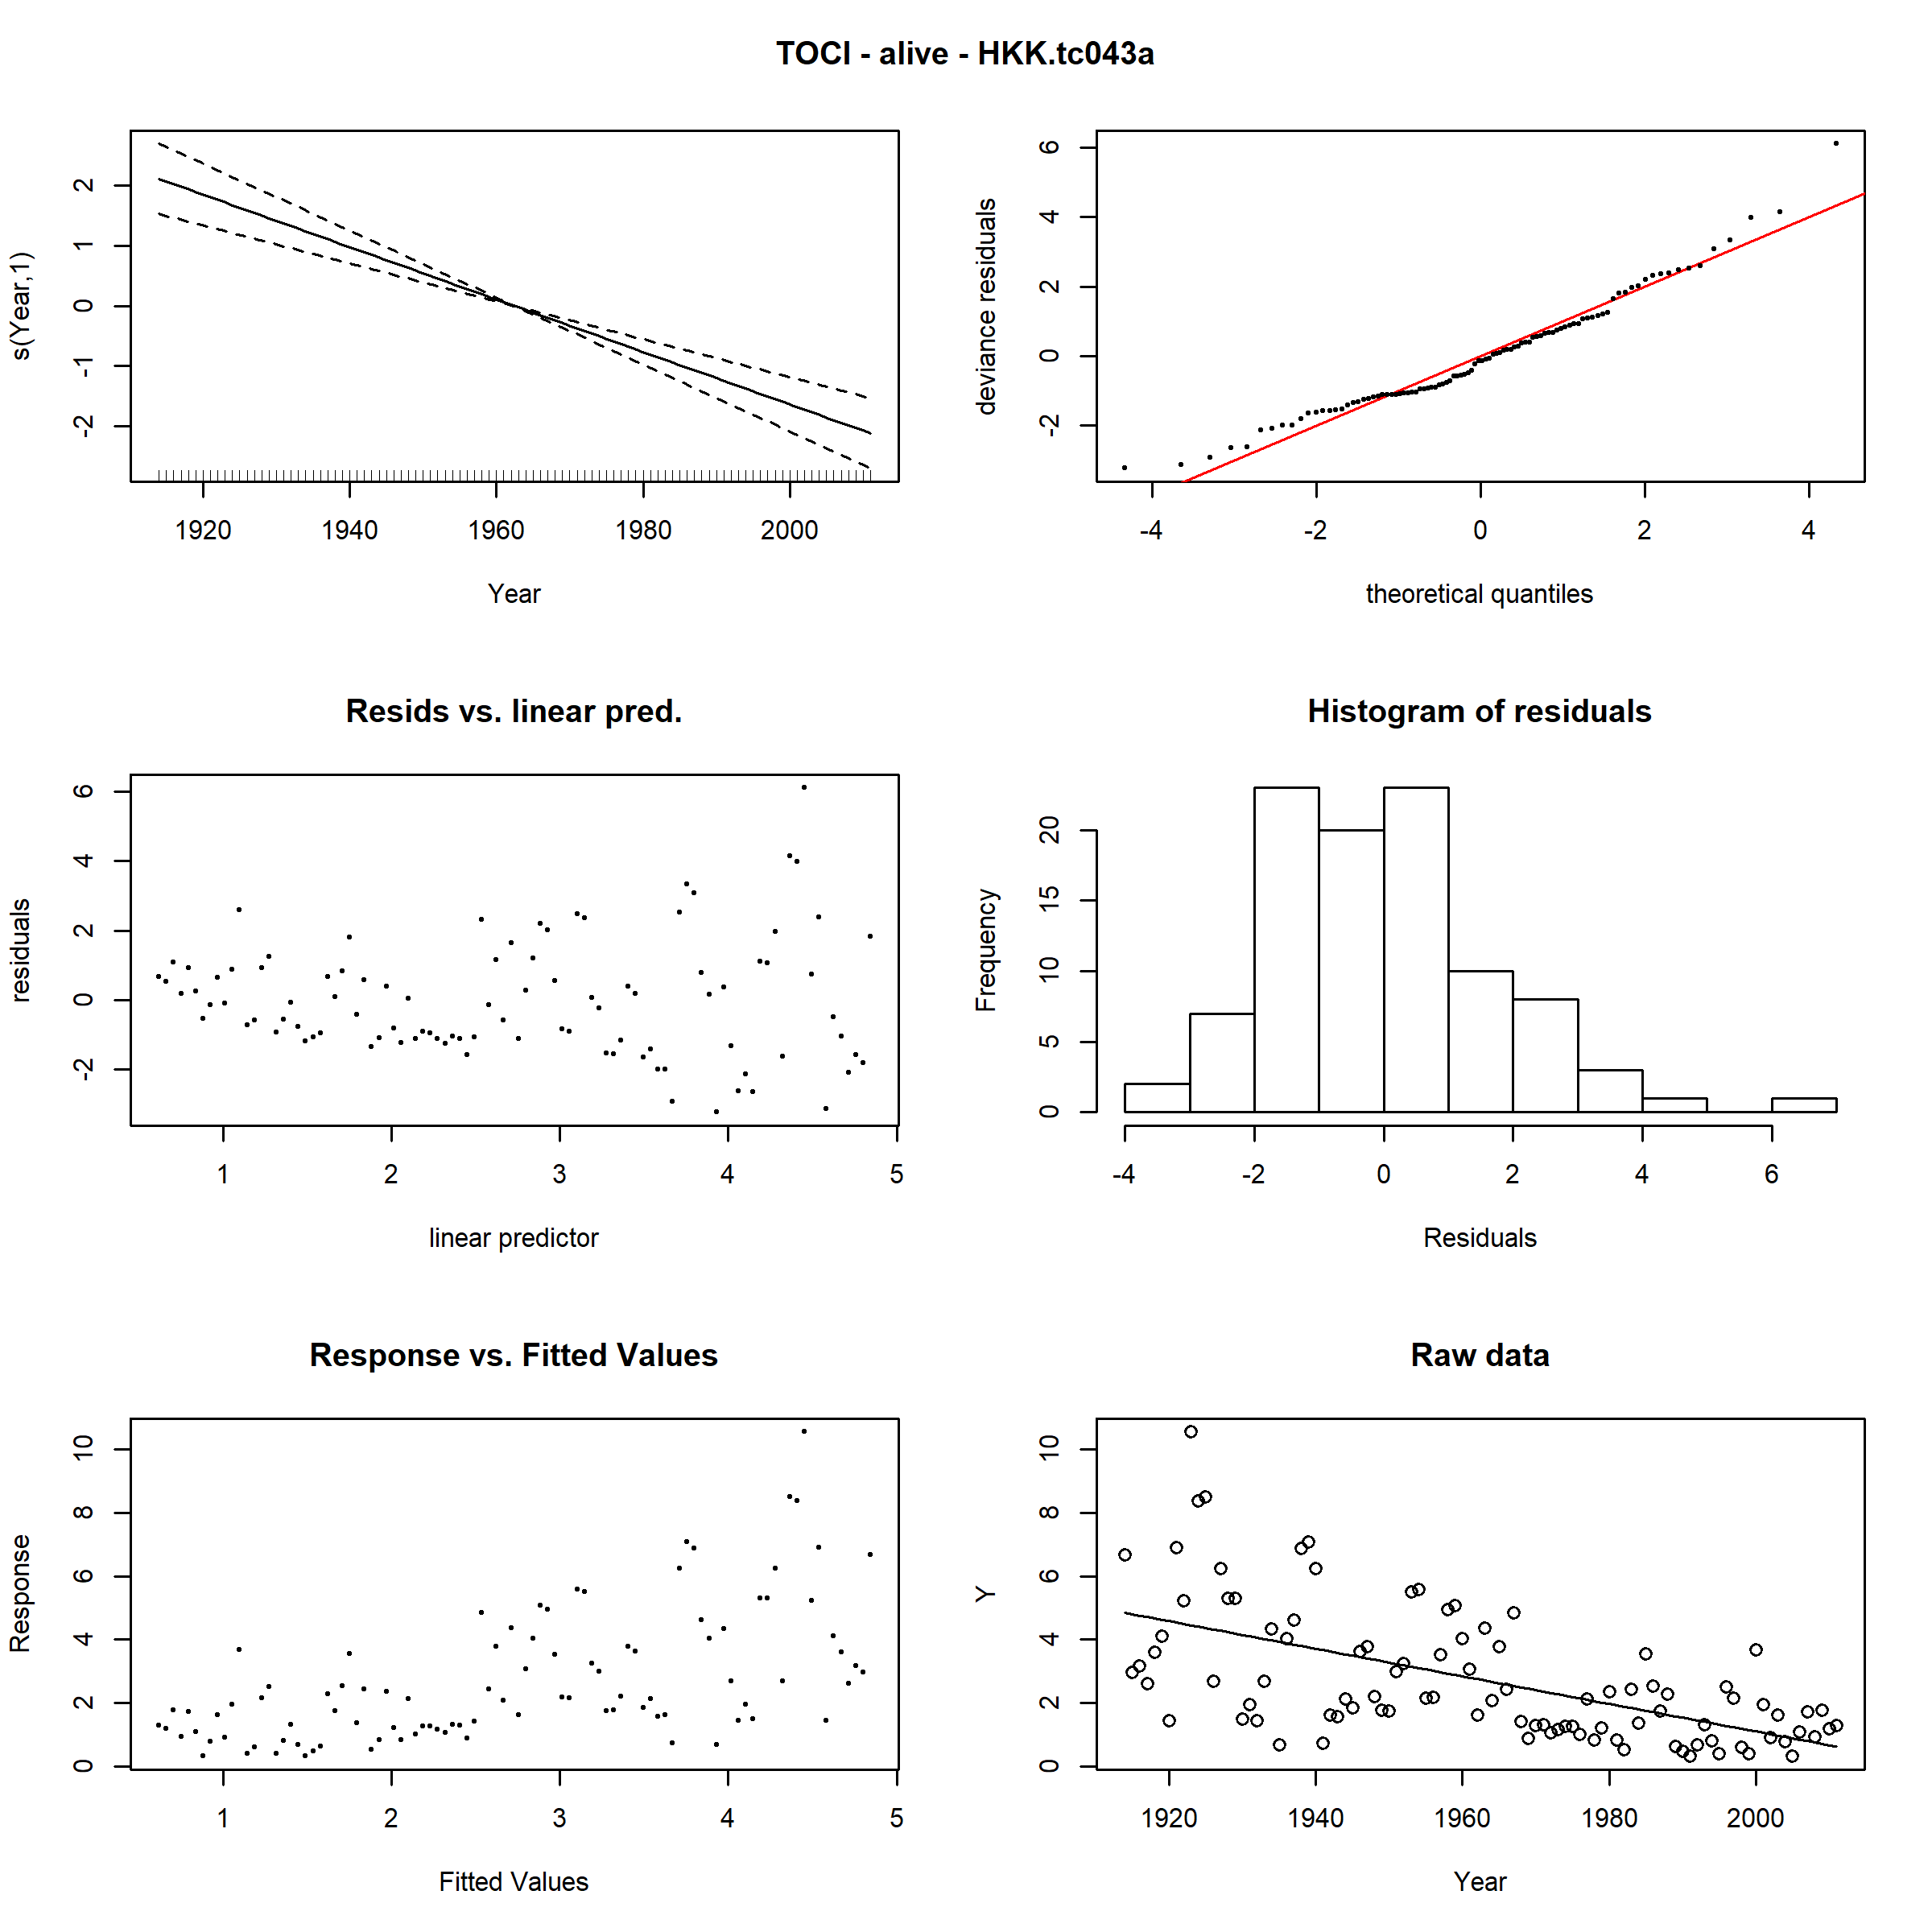 TOCI - alive - HKK.tc043a
s(Year,1)
2
1
0
-1
-2
1920 1940 1960 1980 2000
Year
deviance residuals
6
4
2
0
-2
-4 -2 0 2 4
theoretical quantiles
Resids vs. linear pred.
residuals
6
4
2
0
-2
1 2 3 4 5
linear predictor
Histogram of residuals
Frequency
20
15
10
5
0
-4 -2 0 2 4 6
Residuals
Response vs. Fitted Values
Response
10
8
6
4
2
0
1 2 3 4 5
Fitted Values
Raw data
Y
10
8
6
4
2
0
1920 1940 1960 1980 2000
Year